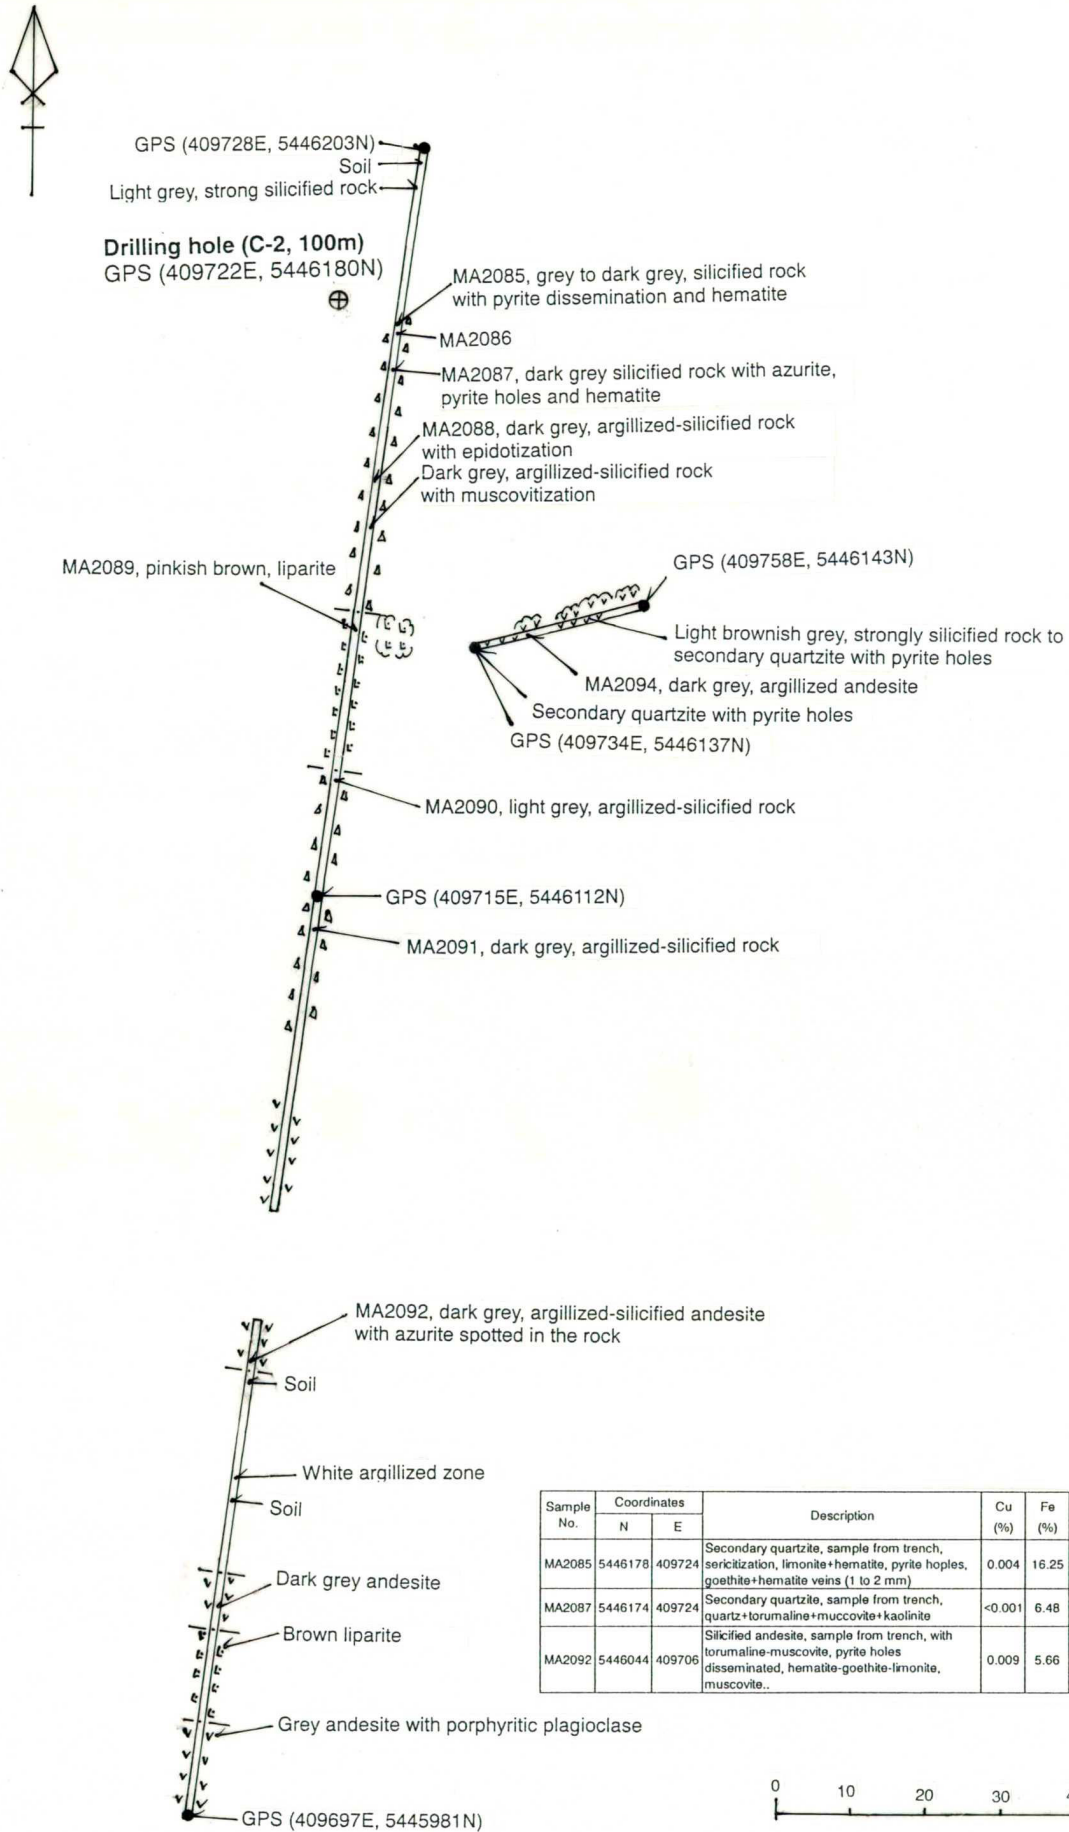 GPS (409728E, 5446203N)
Soil
Light grey, strong silicified rock
Drilling hole (C-2, 100m)
GPS (409722E, 5446180N)
MA2085, grey to dark grey, silicified rock
with pyrite dissemination and hematite
MA2086
MA2087, dark grey silicified rock with azurite,
pyrite holes and hematite
MA2088, dark grey, argillized-silicified rock
with epidotization
Dark grey, argillized-silicified rock
with muscovitization
MA2089, pinkish brown, liparite
GPS (409758E, 5446143N)
Light brownish grey, strongly silicified rock to
secondary quartzite with pyrite holes
MA2094, dark grey, argillized andesite
Secondary quartzite with pyrite holes
GPS (409734E, 5446137N)
MA2090, light grey, argillized-silicified rock
GPS (409715E, 5446112N)
MA2091, dark grey, argillized-silicified rock
MA2092, dark grey, argillized-silicified andesite
with azurite spotted in the rock
Soil
White argillized zone
Soil
Dark grey andesite
Brown liparite
Grey andesite with porphyritic plagioclase
GPS (409697E, 5445981N)
Sample No. Coordinates Description Cu Fe
N E (%) (%)
MA2085 5446178 409724 Secondary quartzite, sample from trench,
sericitization, limonite+hematite, pyrite hoples,
goethite+hematite veins (1 to 2 mm) 0.004 16.25
MA2087 5446174 409724 Secondary quartzite, sample from trench,
quartz+torumaline+muccovite+kaolinite <0.001 6.48
MA2092 5446044 409706 Silicified andesite, sample from trench, with
torumaline-muscovite, pyrite holes
disseminated, hematite-goethite-limonite,
muscovite.. 0.009 5.66
0 10 20 30